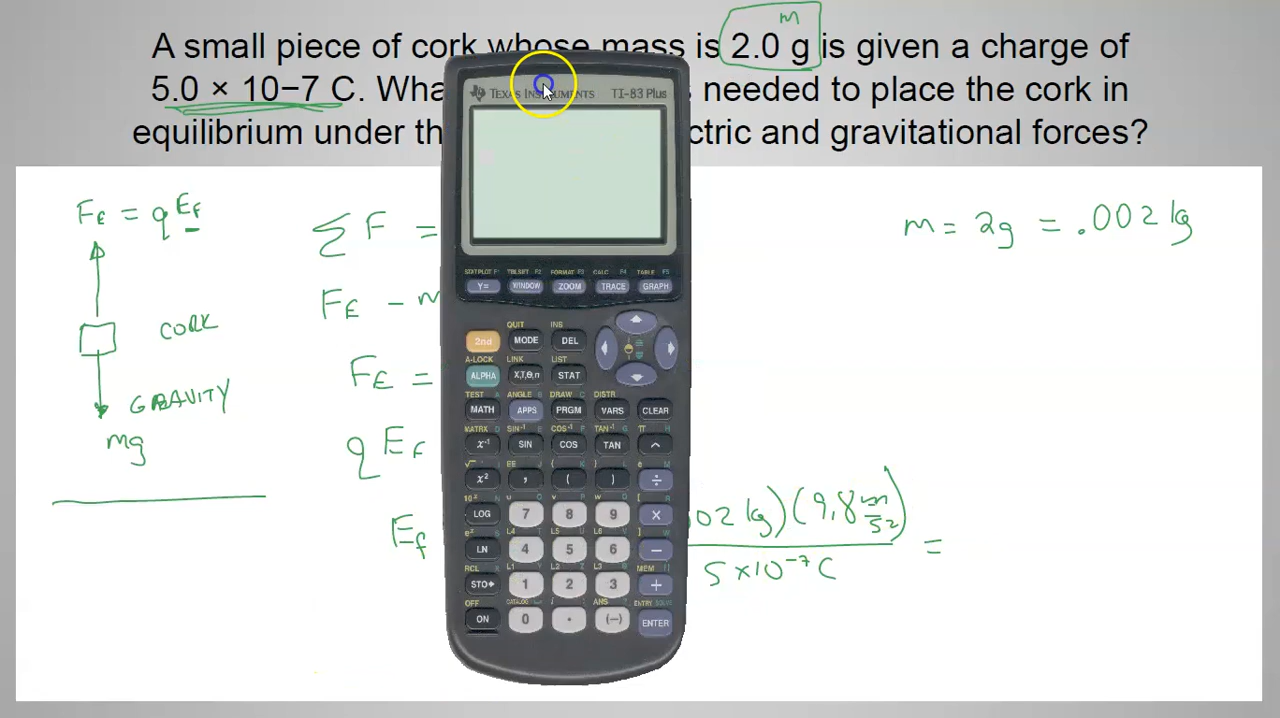 m
A small piece of cork whose mass is 2.0 g is given a charge of
5.0 × 10−7 C. Wha s needed to place the cork in
equilibrium under th ctric and gravitational forces?
FE = qEf
CORK
GRAVITY
mg
ΣF =
FE - m
FE =
qEf
Ef
02 kg)(9.8 m/s2)
5x10-7 C
=
m = 2g = .002 kg
TEXAS INSTRUMENTS TI-83 Plus
STAT PLOT F1 TBLSET F2 FORMAT F3 CALC F4 TABLE F5
Y= WINDOW ZOOM TRACE GRAPH
QUIT INS
2nd MODE DEL
A-LOCK LINK LIST
ALPHA X,T,θ,n STAT
TEST A ANGLE B DRAW C DISTR
MATH APPS PRGM VARS CLEAR
MATRX D SIN-1 E COS-1 F TAN-1 G π H
x-1 SIN COS TAN ^
√ I EE J { K } L e M
x2 , ( ) ÷
10x N u O v P w Q [ R
LOG 7 8 9 ×
ex S L4 T L5 U L6 V ] W
LN 4 5 6 −
RCL X L1 Y L2 Z L3 θ MEM "
STO 1 2 3 +
OFF CATALOG i : ANS ? ENTRY SOLVE
ON 0 . (−) ENTER